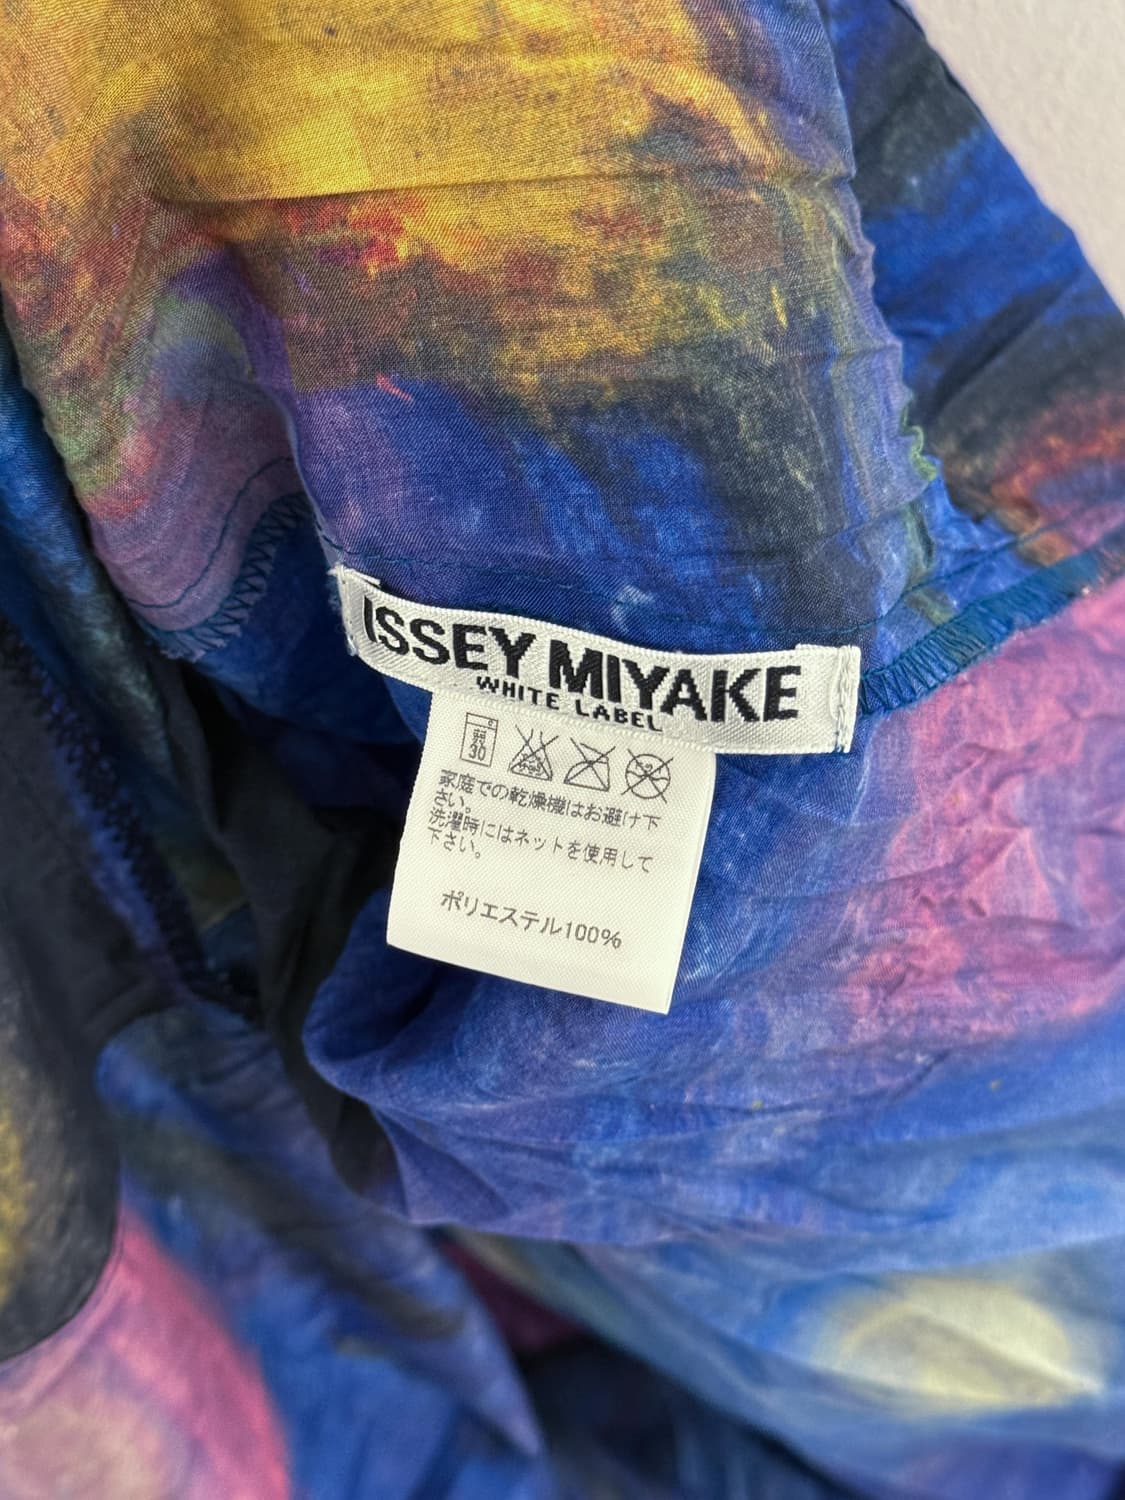 ISSEY MIYAKE
WHITE LABEL
30
家庭での乾燥機はお避け下
さい。
洗濯時にはネットを使用して
下さい。
ポリエステル100%